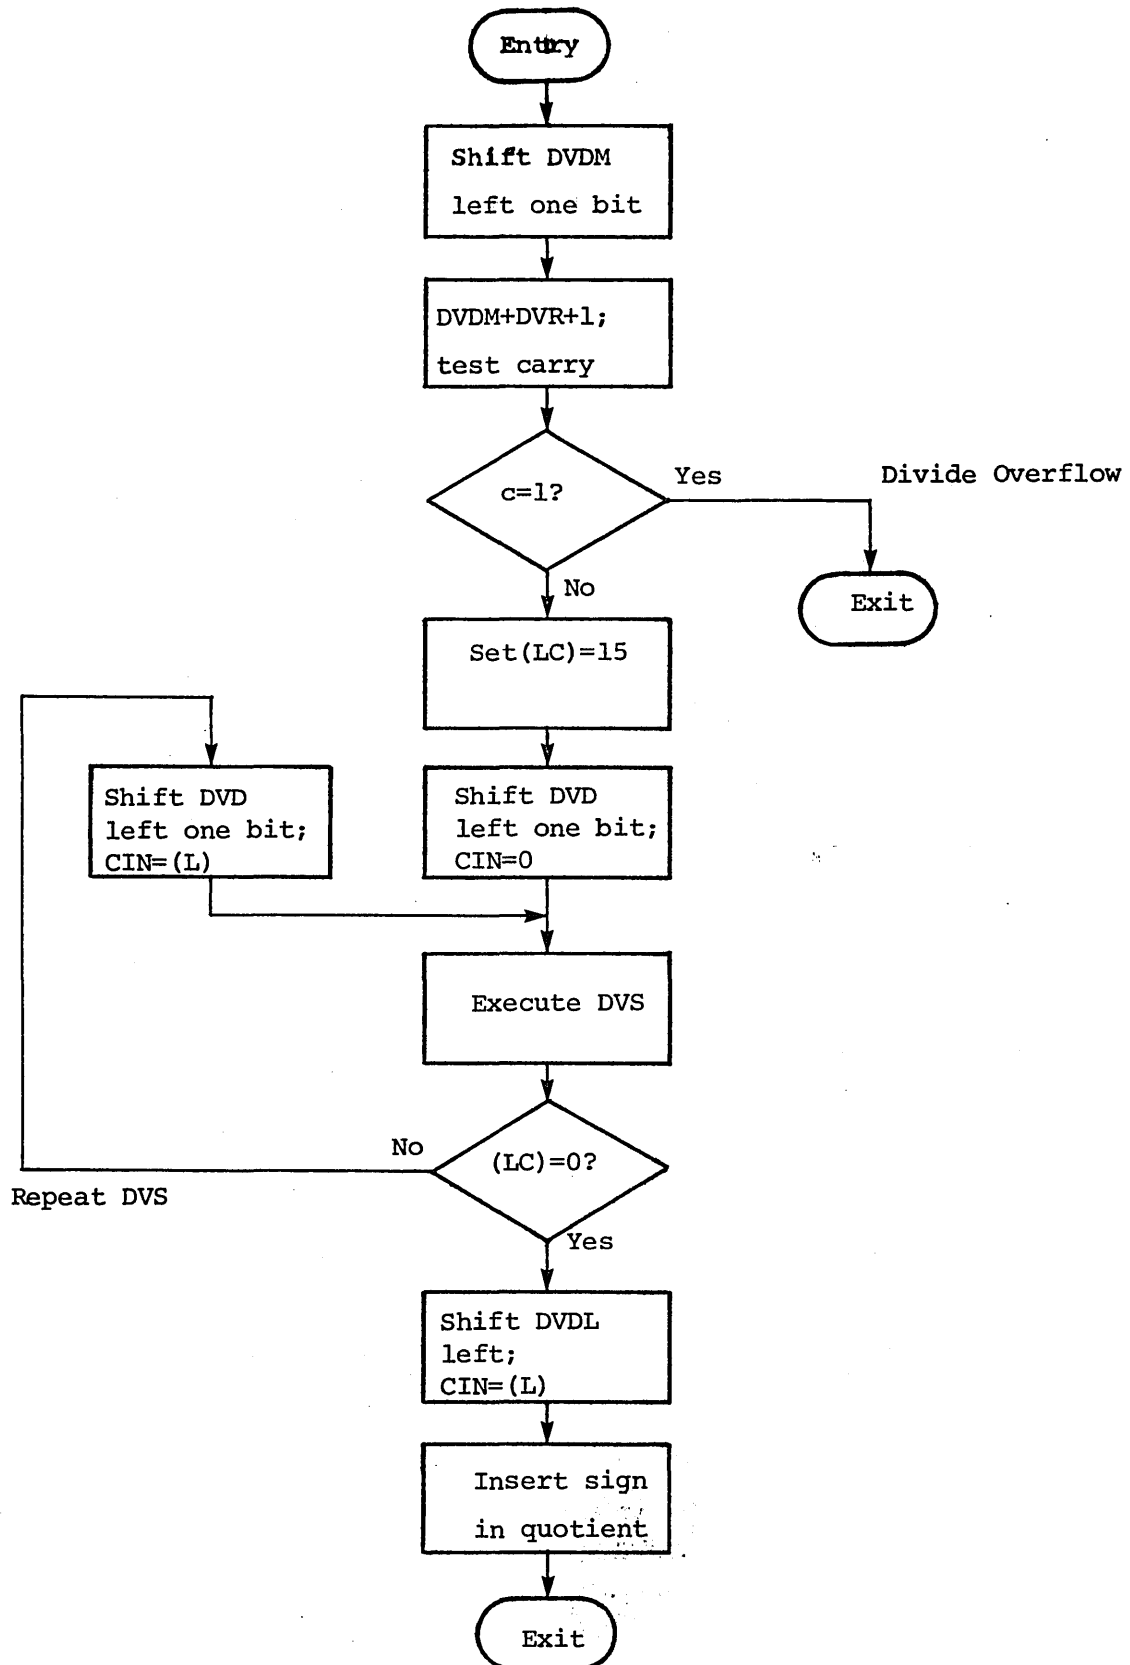 Entry
Shift DVDM
left one bit
DVDM+DVR+1;
test carry
c=1?
Yes
Divide Overflow
No
Exit
Set(LC)=15
Shift DVD
left one bit;
CIN=(L)
Shift DVD
left one bit;
CIN=0
Execute DVS
No
(LC)=0?
Repeat DVS
Yes
Shift DVDL
left;
CIN=(L)
Insert sign
in quotient
Exit